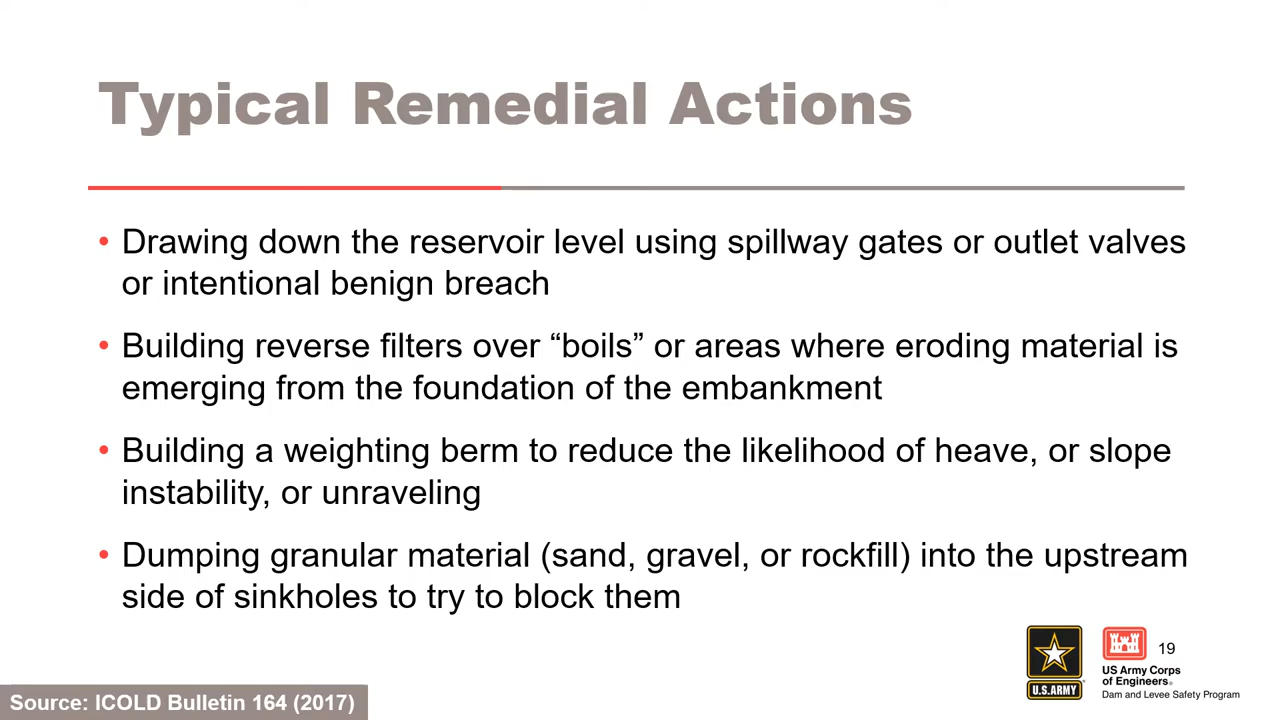 Typical Remedial Actions
• Drawing down the reservoir level using spillway gates or outlet valves
or intentional benign breach
• Building reverse filters over “boils” or areas where eroding material is
emerging from the foundation of the embankment
• Building a weighting berm to reduce the likelihood of heave, or slope
instability, or unraveling
• Dumping granular material (sand, gravel, or rockfill) into the upstream
side of sinkholes to try to block them
U.S.ARMY
19
US Army Corps
of Engineers®
Dam and Levee Safety Program
Source: ICOLD Bulletin 164 (2017)